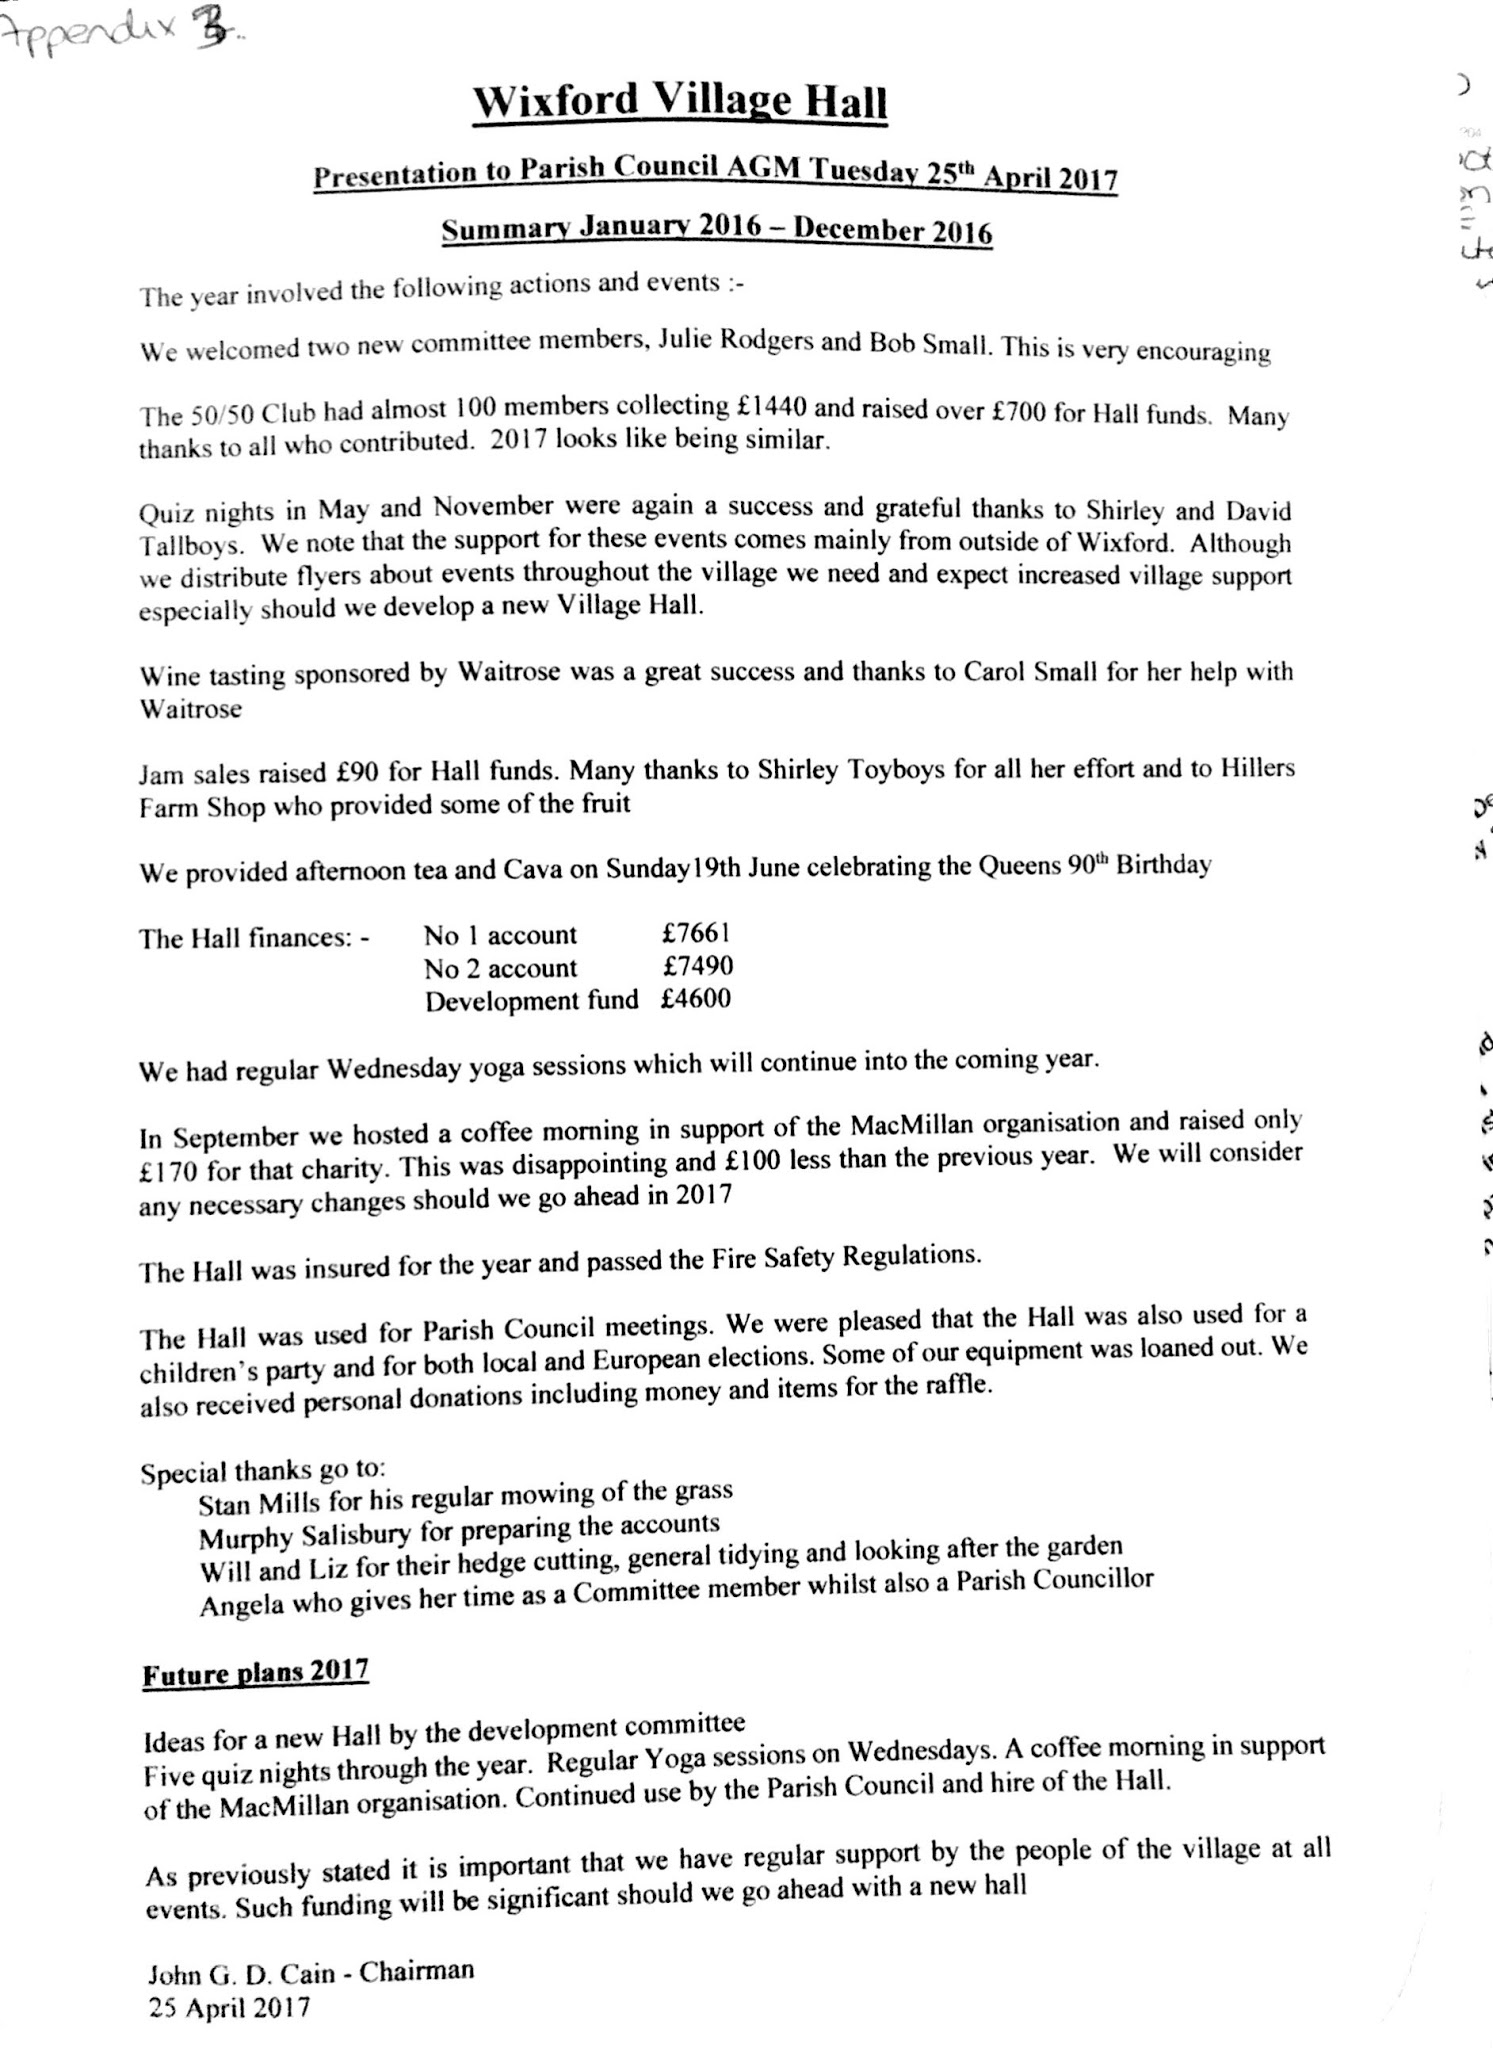 Appendix 3.
Wixford Village Hall
Presentation to Parish Council AGM Tuesday 25th April 2017
Summary January 2016 – December 2016
The year involved the following actions and events :-
We welcomed two new committee members, Julie Rodgers and Bob Small. This is very encouraging
The 50/50 Club had almost 100 members collecting £1440 and raised over £700 for Hall funds. Many
thanks to all who contributed. 2017 looks like being similar.
Quiz nights in May and November were again a success and grateful thanks to Shirley and David
Tallboys. We note that the support for these events comes mainly from outside of Wixford. Although
we distribute flyers about events throughout the village we need and expect increased village support
especially should we develop a new Village Hall.
Wine tasting sponsored by Waitrose was a great success and thanks to Carol Small for her help with
Waitrose
Jam sales raised £90 for Hall funds. Many thanks to Shirley Toyboys for all her effort and to Hillers
Farm Shop who provided some of the fruit
We provided afternoon tea and Cava on Sunday19th June celebrating the Queens 90th Birthday
The Hall finances: - No 1 account £7661
No 2 account £7490
Development fund £4600
We had regular Wednesday yoga sessions which will continue into the coming year.
In September we hosted a coffee morning in support of the MacMillan organisation and raised only
£170 for that charity. This was disappointing and £100 less than the previous year. We will consider
any necessary changes should we go ahead in 2017
The Hall was insured for the year and passed the Fire Safety Regulations.
The Hall was used for Parish Council meetings. We were pleased that the Hall was also used for a
children's party and for both local and European elections. Some of our equipment was loaned out. We
also received personal donations including money and items for the raffle.
Special thanks go to:
Stan Mills for his regular mowing of the grass
Murphy Salisbury for preparing the accounts
Will and Liz for their hedge cutting, general tidying and looking after the garden
Angela who gives her time as a Committee member whilst also a Parish Councillor
Future plans 2017
Ideas for a new Hall by the development committee
Five quiz nights through the year. Regular Yoga sessions on Wednesdays. A coffee morning in support
of the MacMillan organisation. Continued use by the Parish Council and hire of the Hall.
As previously stated it is important that we have regular support by the people of the village at all
events. Such funding will be significant should we go ahead with a new hall
John G. D. Cain - Chairman
25 April 2017